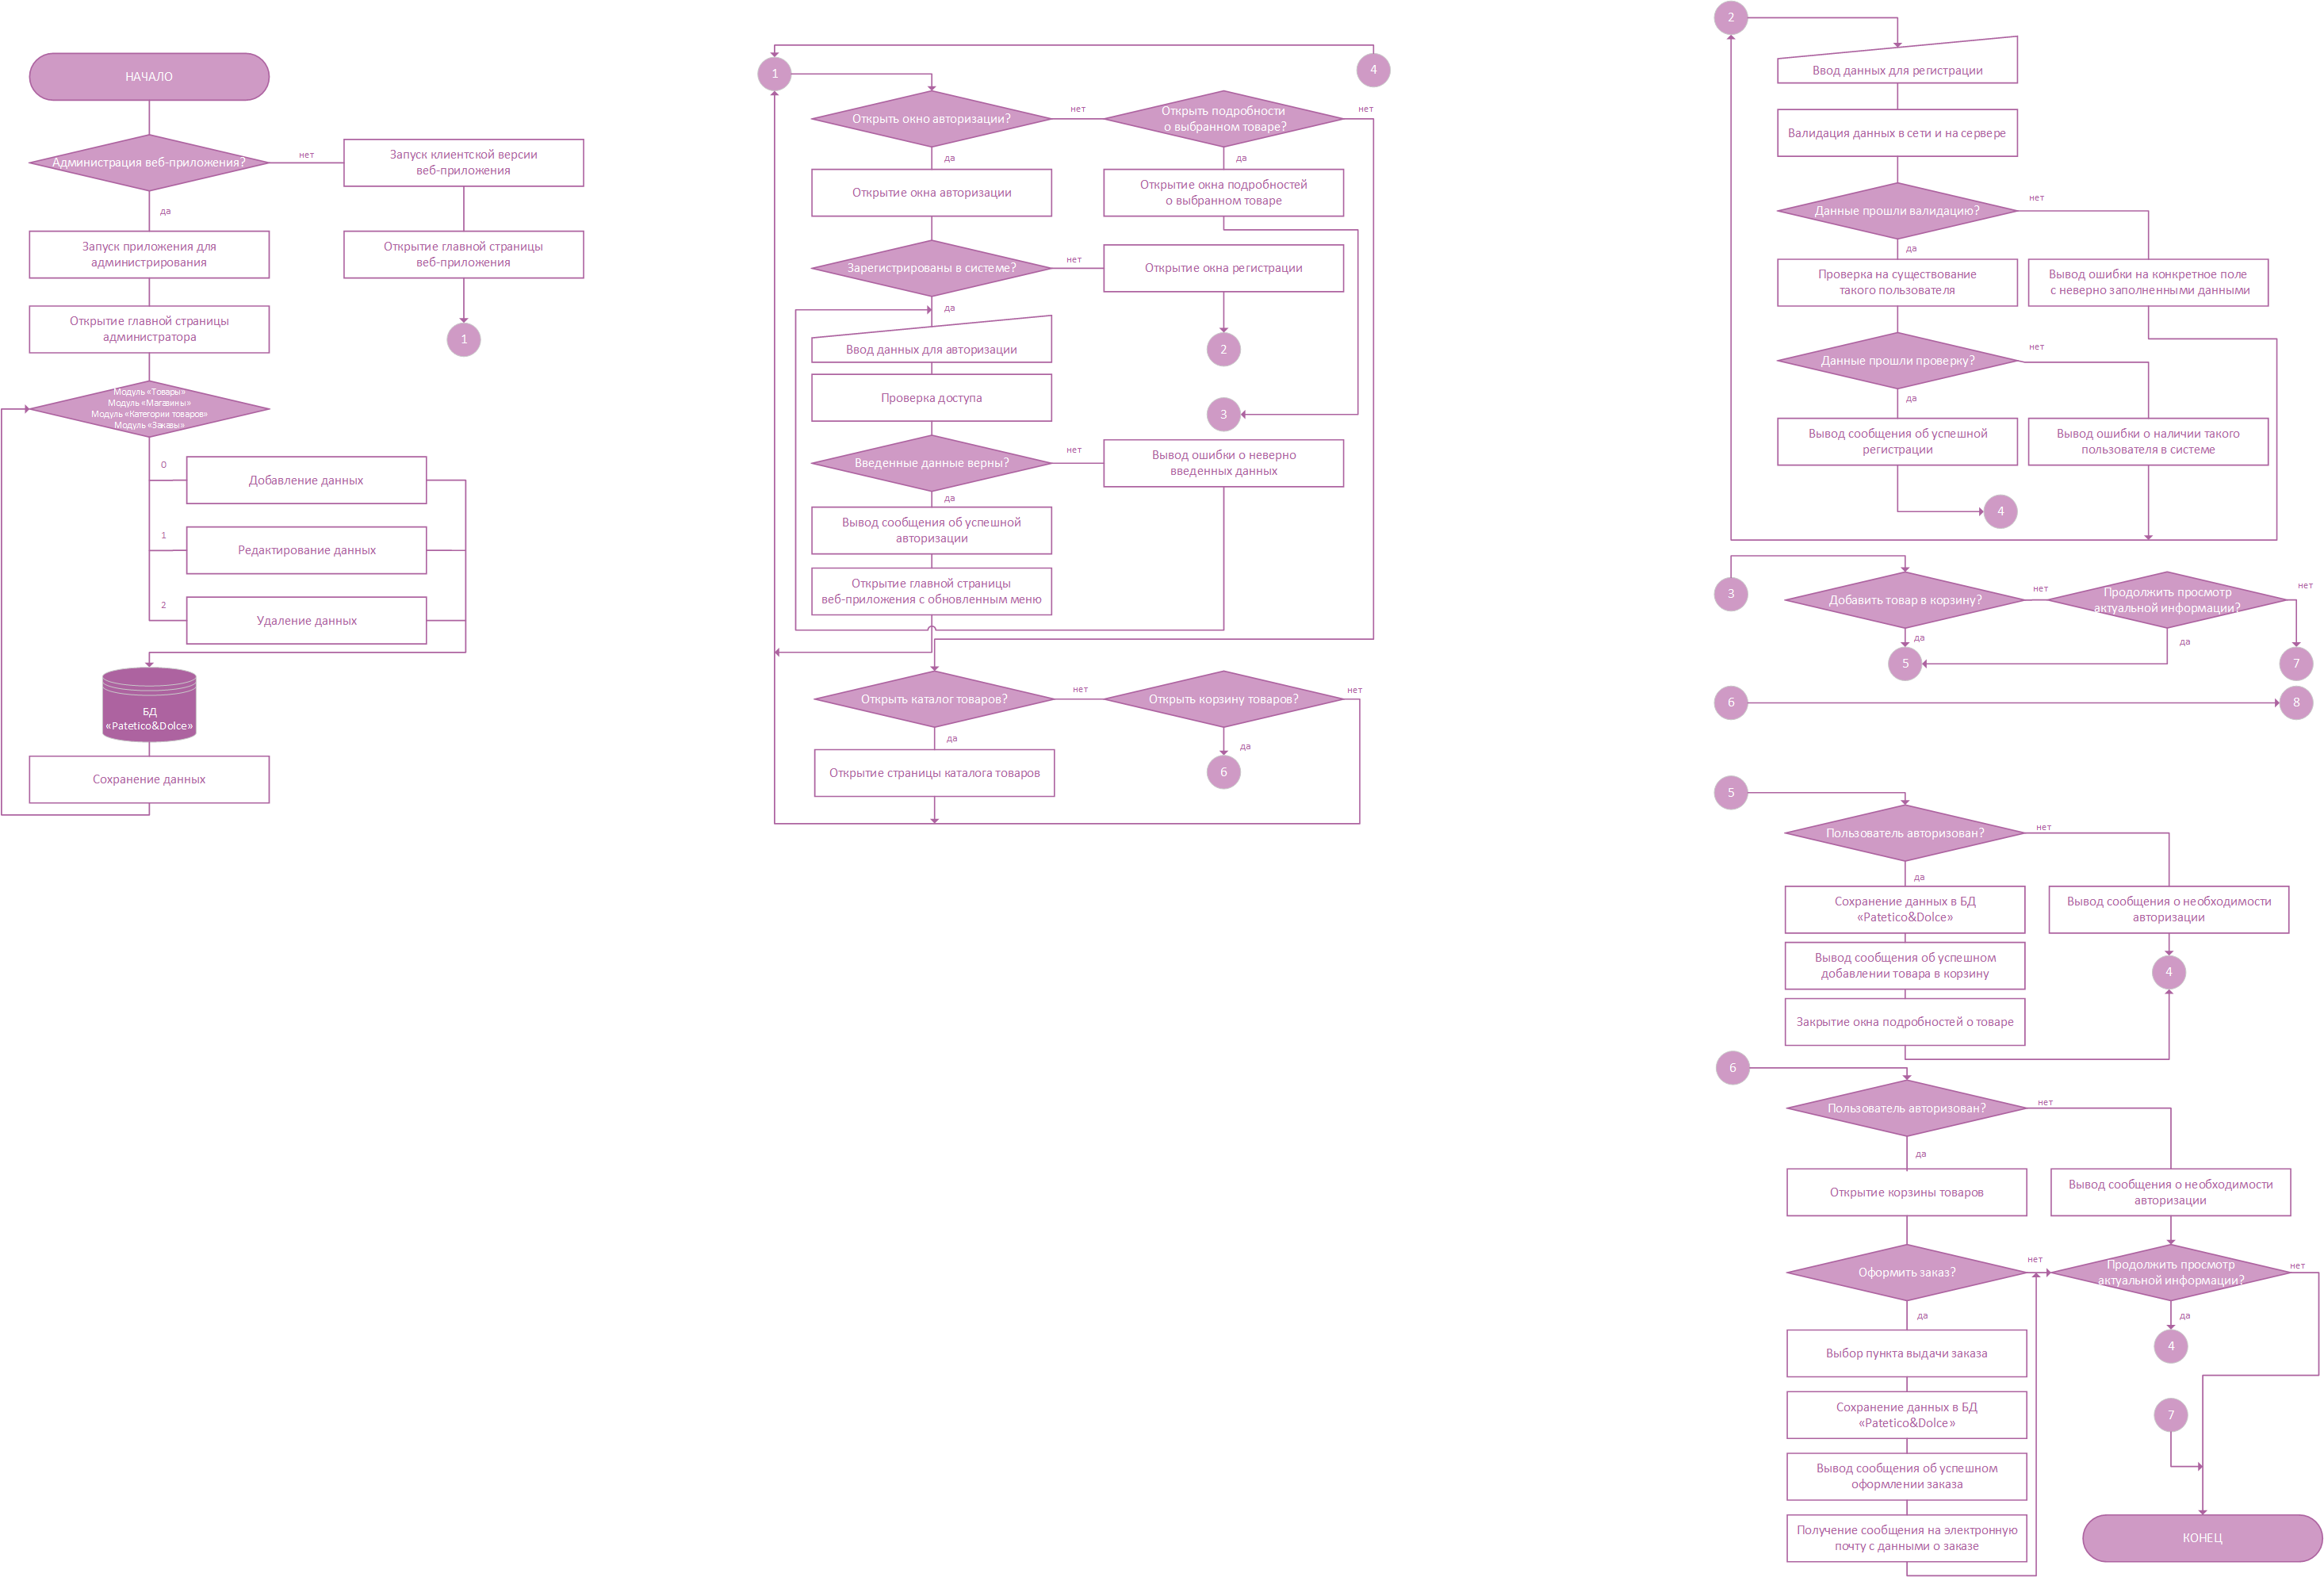 НАЧАЛО
Администрация веб-приложения?
нет
Запуск клиентской версии
веб-приложения
да
Запуск приложения для
администрирования
Открытие главной страницы
веб-приложения
Открытие главной страницы
администратора
1
Модуль «Товары»
Модуль «Магазины»
Модуль «Категории товаров»
Модуль «Заказы»
0
Добавление данных
1
Редактирование данных
2
Удаление данных
БД
«Patetico&Dolce»
Сохранение данных
1
4
Открыть окно авторизации?
нет
Открыть подробности
о выбранном товаре?
нет
да
да
Открытие окна авторизации
Открытие окна подробностей
о выбранном товаре
Зарегистрированы в системе?
нет
Открытие окна регистрации
да
Ввод данных для авторизации
2
Проверка доступа
3
Введенные данные верны?
нет
Вывод ошибки о неверно
введенных данных
да
Вывод сообщения об успешной
авторизации
Открытие главной страницы
веб-приложения с обновленным меню
Открыть каталог товаров?
нет
Открыть корзину товаров?
нет
да
да
Открытие страницы каталога товаров
6
2
Ввод данных для регистрации
Валидация данных в сети и на сервере
Данные прошли валидацию?
нет
да
Проверка на существование
такого пользователя
Вывод ошибки на конкретное поле
с неверно заполненными данными
Данные прошли проверку?
нет
да
Вывод сообщения об успешной
регистрации
Вывод ошибки о наличии такого
пользователя в системе
4
3
Добавить товар в корзину?
нет
Продолжить просмотр
актуальной информации?
нет
да
да
5
7
6
8
5
Пользователь авторизован?
нет
да
Сохранение данных в БД
«Patetico&Dolce»
Вывод сообщения о необходимости
авторизации
Вывод сообщения об успешном
добавлении товара в корзину
4
Закрытие окна подробностей о товаре
6
Пользователь авторизован?
нет
да
Открытие корзины товаров
Вывод сообщения о необходимости
авторизации
Оформить заказ?
нет
Продолжить просмотр
актуальной информации?
нет
да
да
Выбор пункта выдачи заказа
4
Сохранение данных в БД
«Patetico&Dolce»
7
Вывод сообщения об успешном
оформлении заказа
Получение сообщения на электронную
почту с данными о заказе
КОНЕЦ